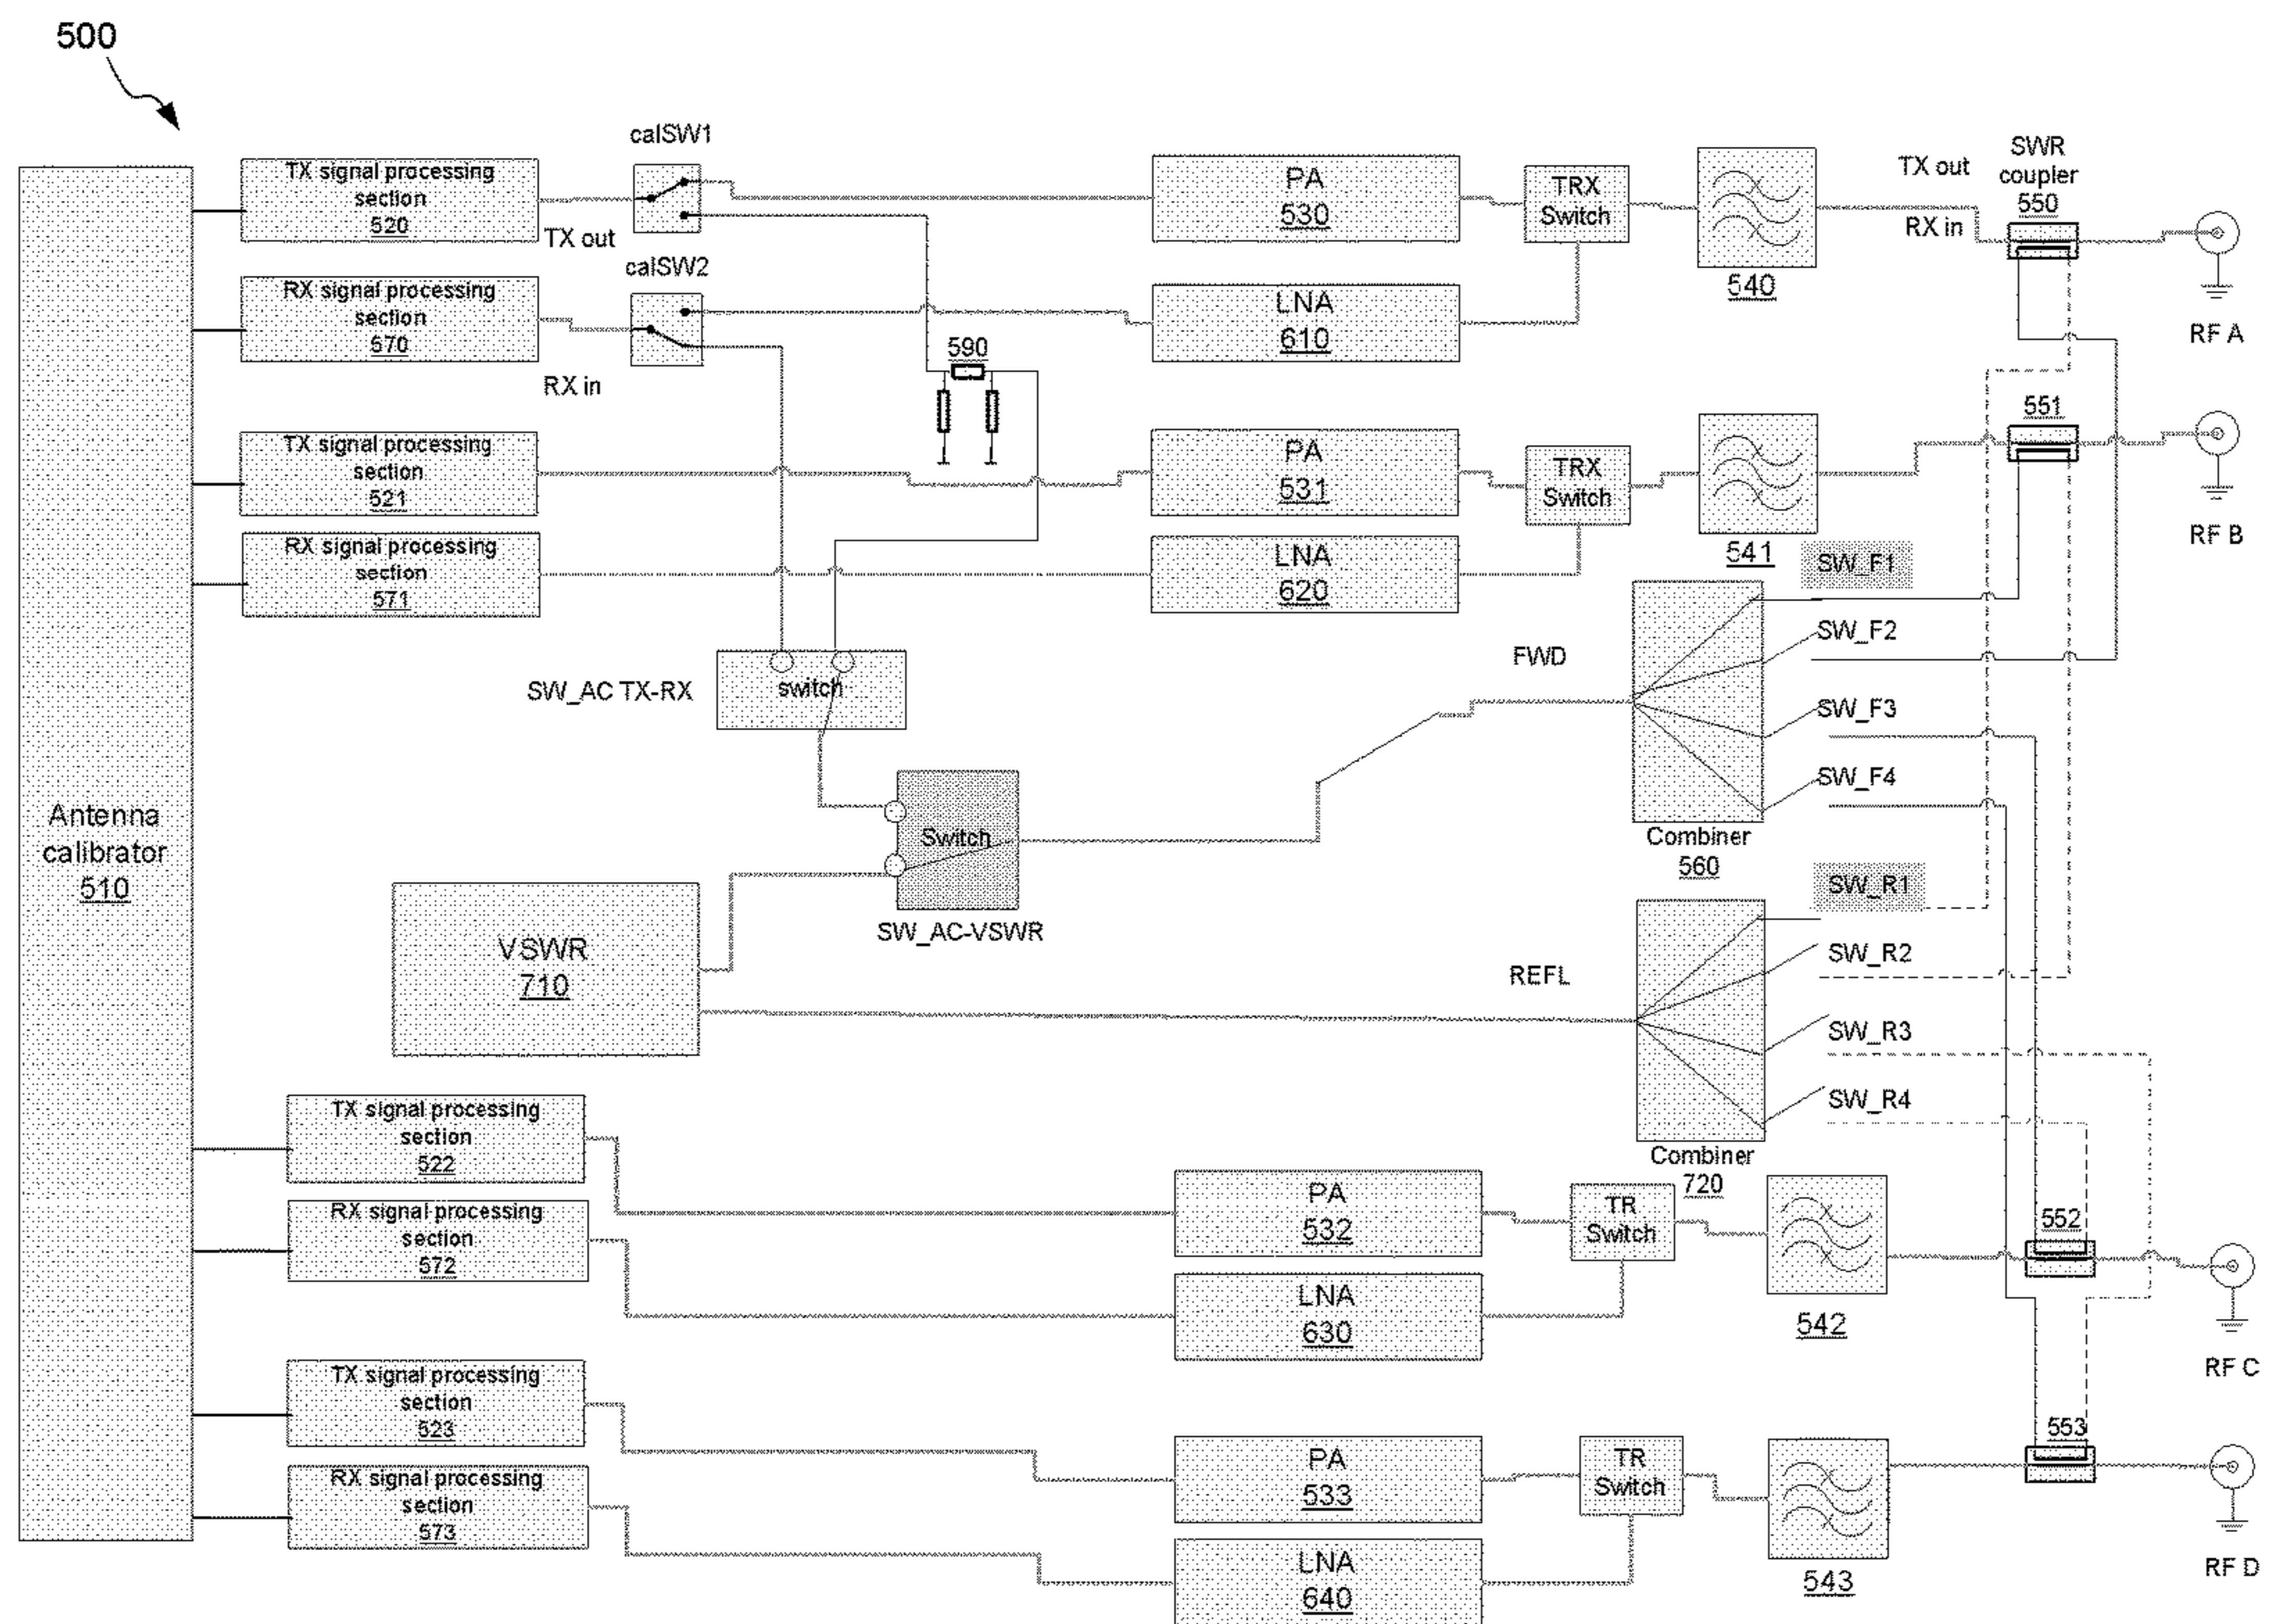 500
calSW1
TX signal processing
section
520
TX out
calSW2
RX signal processing
section
570
RX in
590
PA
530
TRX
Switch
LNA
610
540
TX out
RX in
SWR
coupler
550
RF A
TX signal processing
section
521
RX signal processing
section
571
PA
531
TRX
Switch
LNA
620
541
551
RF B
SW_AC TX-RX
switch
FWD
SW_F1
SW_F2
SW_F3
SW_F4
Combiner
560
Antenna
calibrator
510
Switch
SW_AC-VSWR
VSWR
710
REFL
SW_R1
SW_R2
SW_R3
SW_R4
Combiner
720
TX signal processing
section
522
RX signal processing
section
572
PA
532
TR
Switch
LNA
630
542
552
RF C
TX signal processing
section
523
RX signal processing
section
573
PA
533
TR
Switch
LNA
640
543
553
RF D